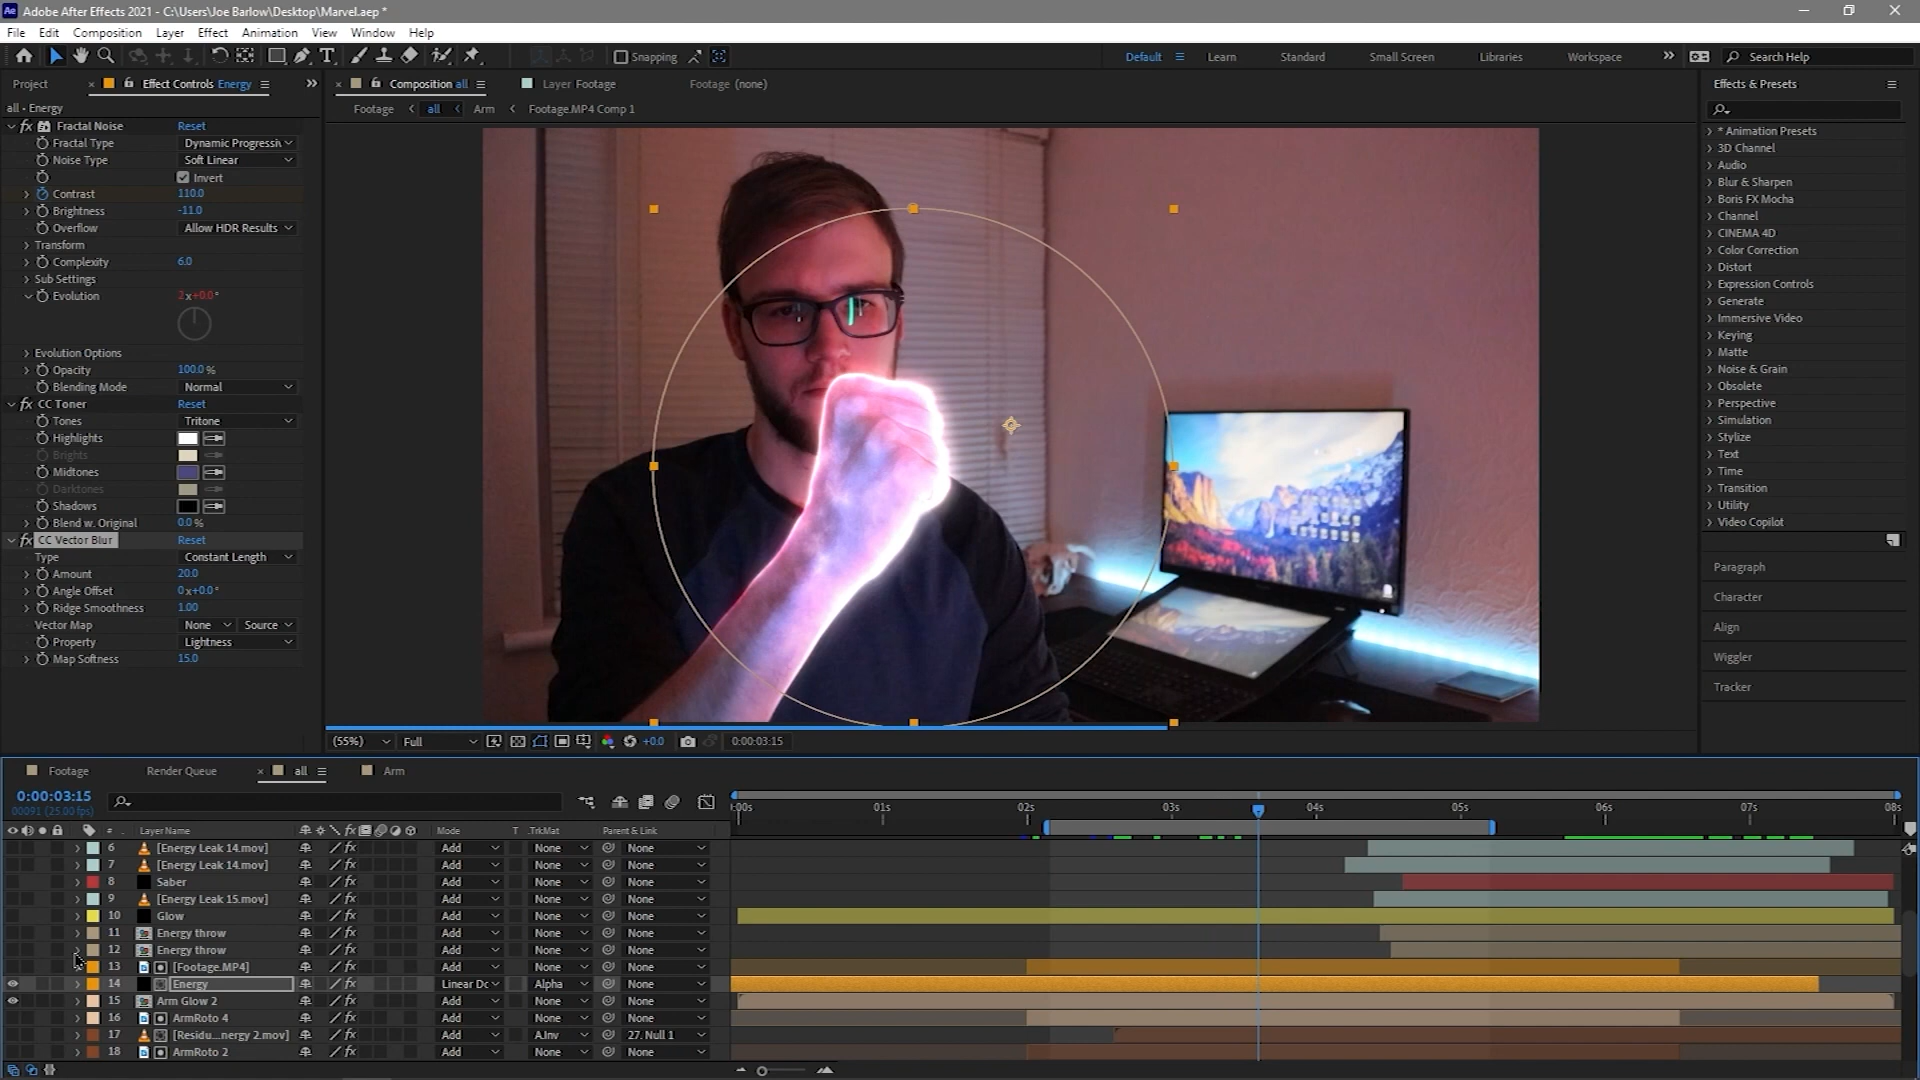 Adobe After Effects 2021 - C:\Users\Joe Barlow\Desktop\Marvel.aep *
File Edit Composition Layer Effect Animation View Window Help
Snapping Default Learn Standard Small Screen Libraries Workspace Search Help
Project Effect Controls Energy Composition all Layer Footage Footage (none) Effects & Presets
all - Energy Footage all Arm Footage.MP4 Comp 1
Fractal Noise Reset
Fractal Type Dynamic Progressiv
Noise Type Soft Linear
Invert
Contrast 110.0
Brightness -11.0
Overflow Allow HDR Results
Transform
Complexity 6.0
Sub Settings
Evolution 2x+0.0°
Evolution Options
Opacity 100.0 %
Blending Mode Normal
CC Toner Reset
Tones Tritone
Highlights
Brights
Midtones
Darktones
Shadows
Blend w. Original 0.0 %
CC Vector Blur Reset
Type Constant Length
Amount 20.0
Angle Offset 0x+0.0°
Ridge Smoothness 1.00
Vector Map None Source
Property Lightness
Map Softness 15.0
* Animation Presets
3D Channel
Audio
Blur & Sharpen
Boris FX Mocha
Channel
CINEMA 4D
Color Correction
Distort
Expression Controls
Generate
Immersive Video
Keying
Matte
Noise & Grain
Obsolete
Perspective
Simulation
Stylize
Text
Time
Transition
Utility
Video Copilot
Paragraph
Character
Align
Wiggler
Tracker
(55%) Full +0.0 0:00:03:15
Footage Render Queue all Arm
0:00:03:15
00091 (25.00 fps)
:00s 01s 02s 03s 04s 05s 06s 07s 08s
# Layer Name Mode T .TrkMat Parent & Link
6 [Energy Leak 14.mov] Add None None
7 [Energy Leak 14.mov] Add None None
8 Saber Add None None
9 [Energy Leak 15.mov] Add None None
10 Glow Add None None
11 Energy throw Add None None
12 Energy throw Add None None
13 [Footage.MP4] Add None None
14 Energy Linear Dc Alpha None
15 Arm Glow 2 Add None None
16 ArmRoto 4 Add None None
17 [Residu...nergy 2.mov] Add A.Inv 27. Null 1
18 ArmRoto 2 Add None None